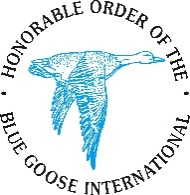 • HONORABLE ORDER OF THE •
BLUE GOOSE INTERNATIONAL